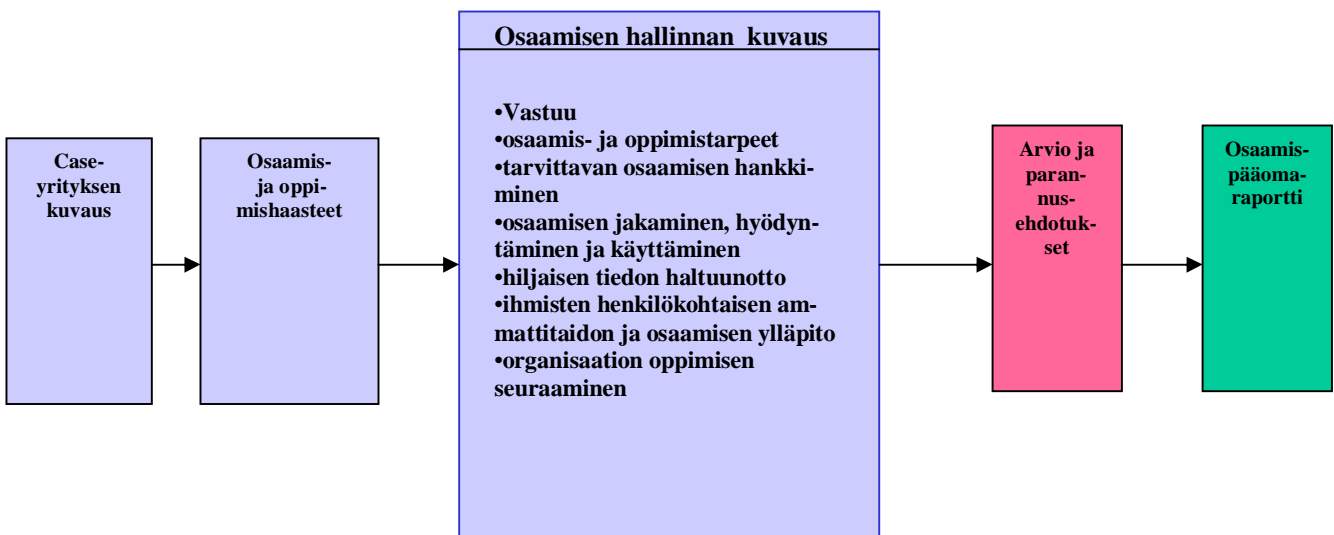 Case-
yrityksen
kuvaus
Osaamis-
ja oppi-
mishaasteet
Osaamisen hallinnan kuvaus
•Vastuu
•osaamis- ja oppimistarpeet
•tarvittavan osaamisen hankki-
minen
•osaamisen jakaminen, hyödyn-
täminen ja käyttäminen
•hiljaisen tiedon haltuunotto
•ihmisten henkilökohtaisen am-
mattitaidon ja osaamisen ylläpito
•organisaation oppimisen
seuraaminen
Arvio ja
paran-
nus-
ehdotuk-
set
Osaamis-
pääoma-
raportti